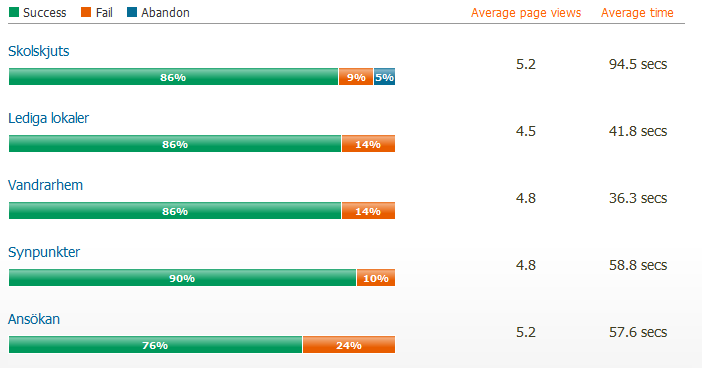 Success Fail Abandon Average page views Average time
Skolskjuts
86% 9% 5% 5.2 94.5 secs
Lediga lokaler
86% 14% 4.5 41.8 secs
Vandrarhem
86% 14% 4.8 36.3 secs
Synpunkter
90% 10% 4.8 58.8 secs
Ansökan
76% 24% 5.2 57.6 secs